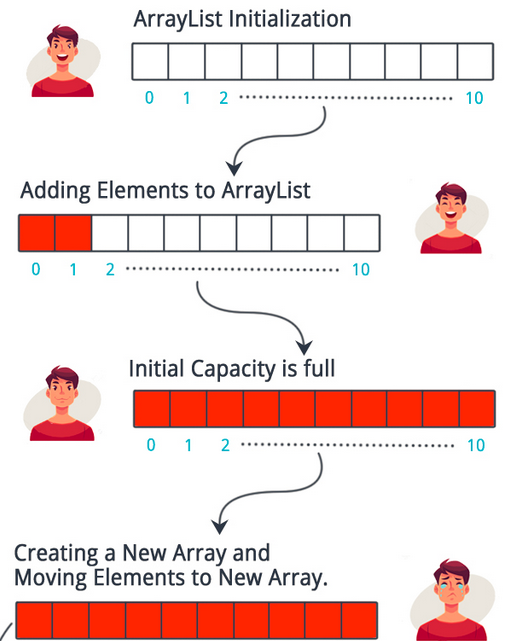 ArrayList Initialization
0 1 2 10
Adding Elements to ArrayList
0 1 2 10
Initial Capacity is full
0 1 2 10
Creating a New Array and
Moving Elements to New Array.